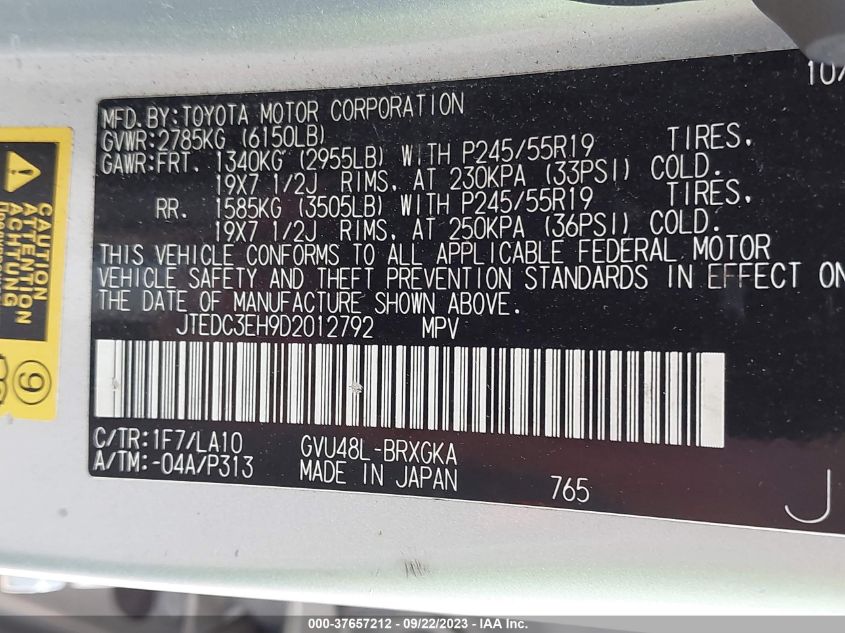 10/
MFD.BY:TOYOTA MOTOR CORPORATION
GVWR:2785KG (6150LB)
GAWR:FRT. 1340KG (2955LB) WITH P245/55R19 TIRES,
19X7 1/2J RIMS, AT 230KPA (33PSI) COLD.
RR. 1585KG (3505LB) WITH P245/55R19 TIRES,
19X7 1/2J RIMS, AT 250KPA (36PSI) COLD.
THIS VEHICLE CONFORMS TO ALL APPLICABLE FEDERAL MOTOR
VEHICLE SAFETY AND THEFT PREVENTION STANDARDS IN EFFECT ON
THE DATE OF MANUFACTURE SHOWN ABOVE.
JTEDC3EH9D2012792 MPV
C/TR:1F7/LA10 GVU48L-BRXGKA
A/TM:-04A/P313 MADE IN JAPAN 765
J
CAUTION
ATTENTION
ACHTUNG
9
000-37657212 - 09/22/2023 - IAA Inc.